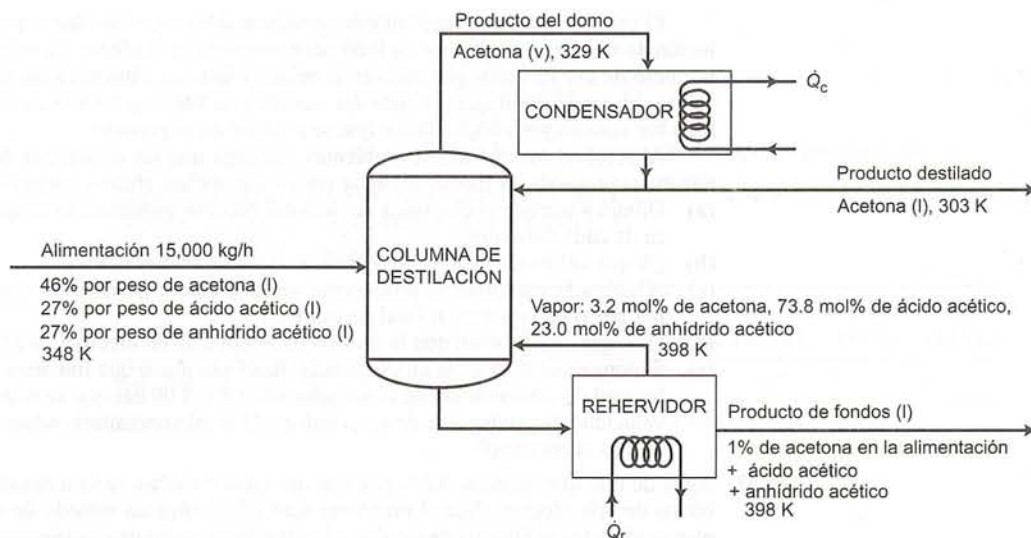 Producto del domo
Acetona (v), 329 K
Q̇c
CONDENSADOR
Producto destilado
Acetona (l), 303 K
Alimentación 15,000 kg/h
46% por peso de acetona (l)
27% por peso de ácido acético (l)
27% por peso de anhídrido acético (l)
348 K
COLUMNA DE
DESTILACIÓN
Vapor: 3.2 mol% de acetona, 73.8 mol% de ácido acético,
23.0 mol% de anhídrido acético
398 K
REHERVIDOR
Producto de fondos (l)
1% de acetona en la alimentación
+ ácido acético
+ anhídrido acético
398 K
Q̇r